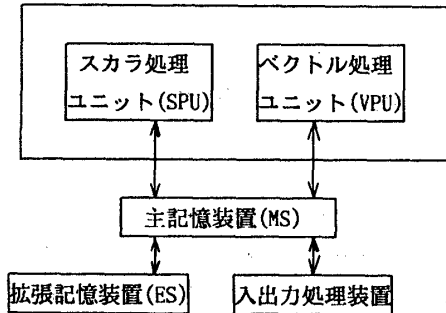 スカラ処理
ユニット(SPU)
ベクトル処理
ユニット(VPU)
主記憶装置(MS)
拡張記憶装置(ES)
入出力処理装置